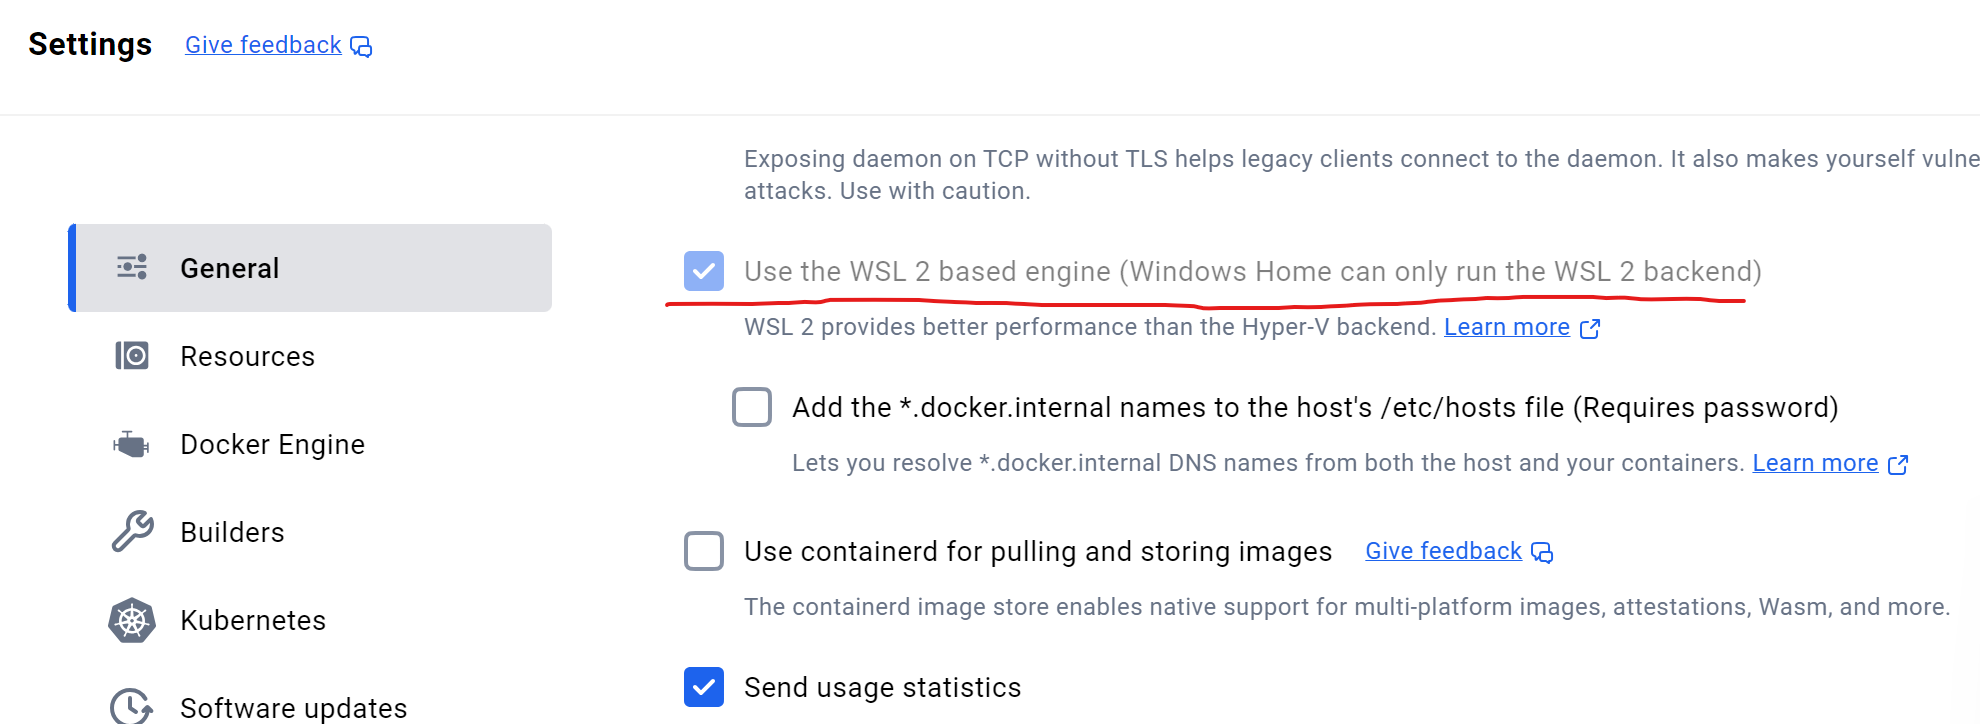 Settings Give feedback
Exposing daemon on TCP without TLS helps legacy clients connect to the daemon. It also makes yourself vulne
attacks. Use with caution.
General
Use the WSL 2 based engine (Windows Home can only run the WSL 2 backend)
WSL 2 provides better performance than the Hyper-V backend. Learn more
Resources
Add the *.docker.internal names to the host's /etc/hosts file (Requires password)
Docker Engine
Lets you resolve *.docker.internal DNS names from both the host and your containers. Learn more
Builders
Use containerd for pulling and storing images Give feedback
The containerd image store enables native support for multi-platform images, attestations, Wasm, and more.
Kubernetes
Send usage statistics
Software updates